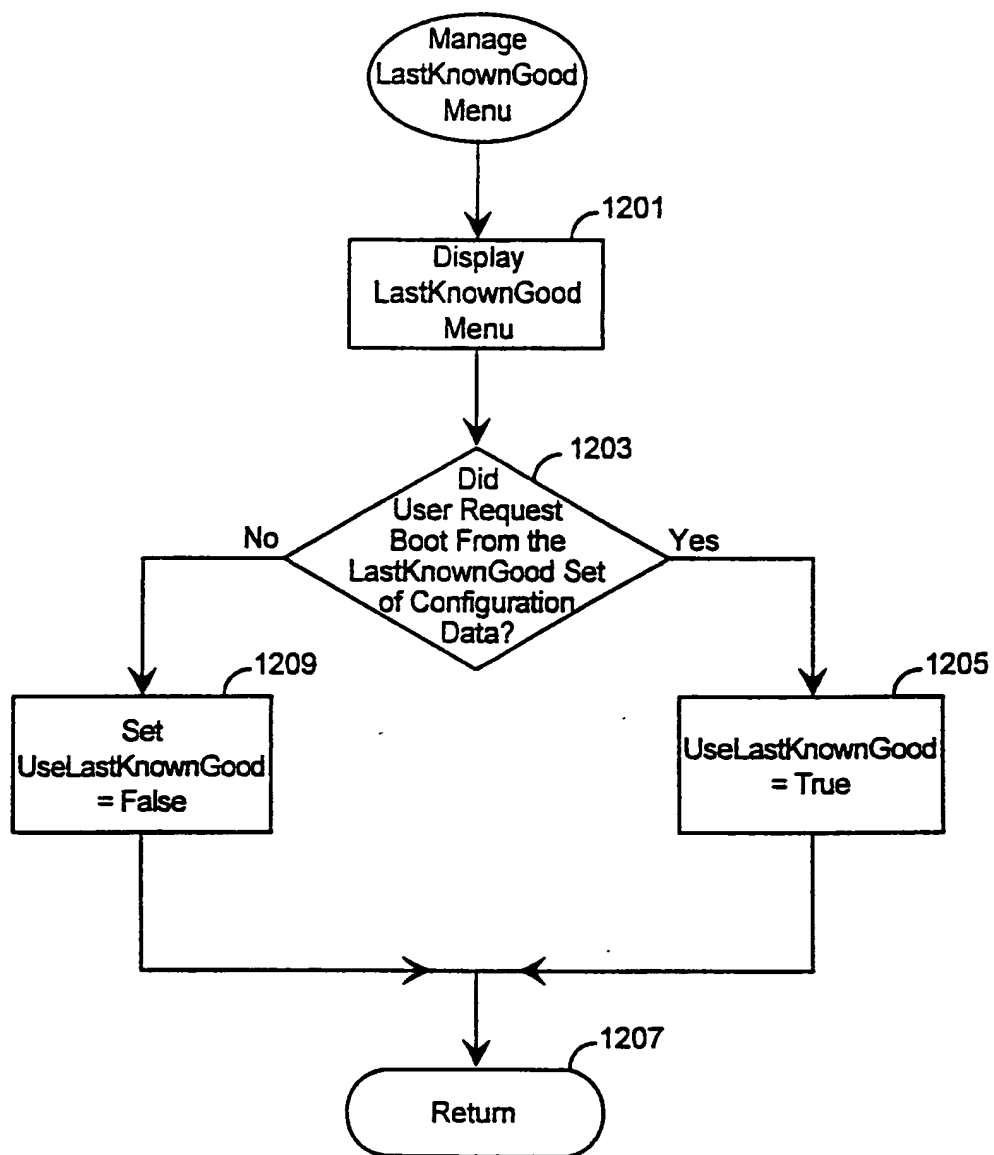 Manage
LastKnownGood
Menu
1201
Display
LastKnownGood
Menu
1203
Did
User Request
Boot From the
LastKnownGood Set
of Configuration
Data?
No
Yes
1209
Set
UseLastKnownGood
= False
1205
UseLastKnownGood
= True
1207
Return